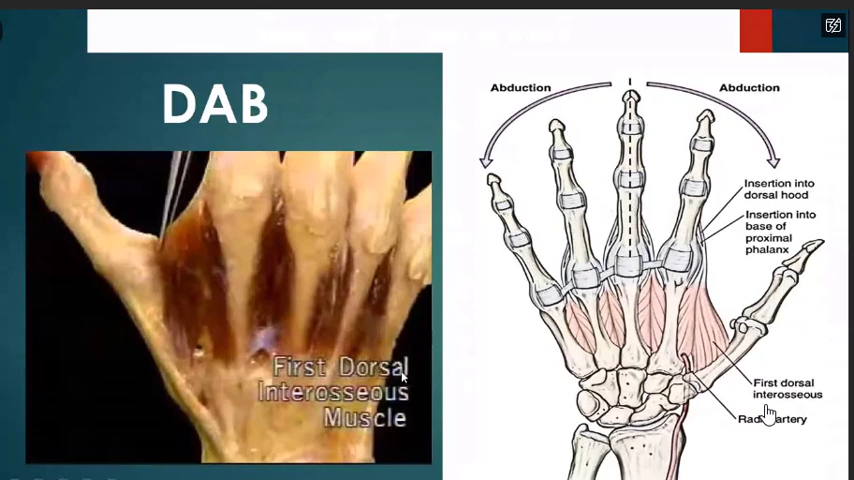 DAB
First Dorsal
Interosseous
Muscle
Abduction
Abduction
Insertion into
dorsal hood
Insertion into
base of
proximal
phalanx
First dorsal
interosseous
artery